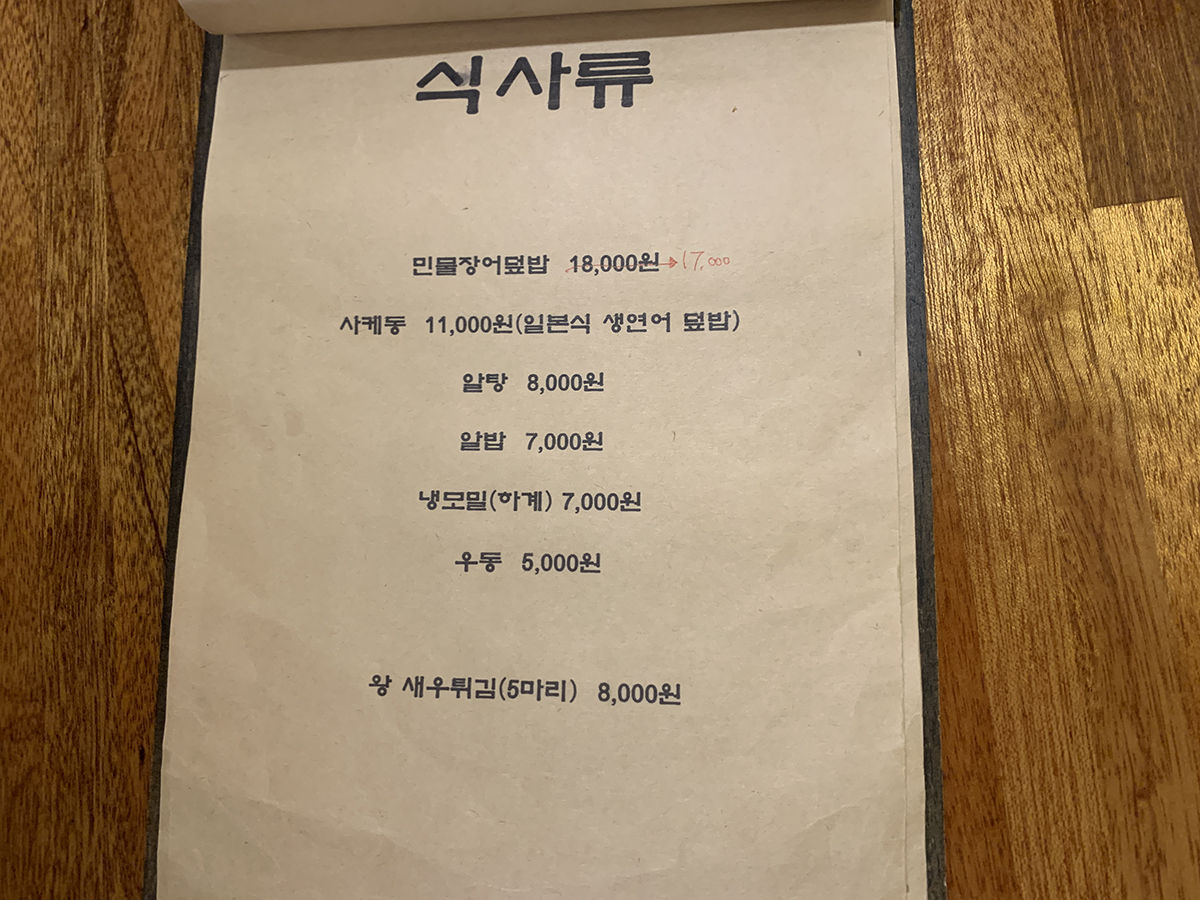 식사류
민물장어덮밥 18,000원→17,000
사케동 11,000원(일본식 생연어 덮밥)
알탕 8,000원
알밥 7,000원
냉모밀(하계) 7,000원
우동 5,000원
왕 새우튀김(5마리) 8,000원